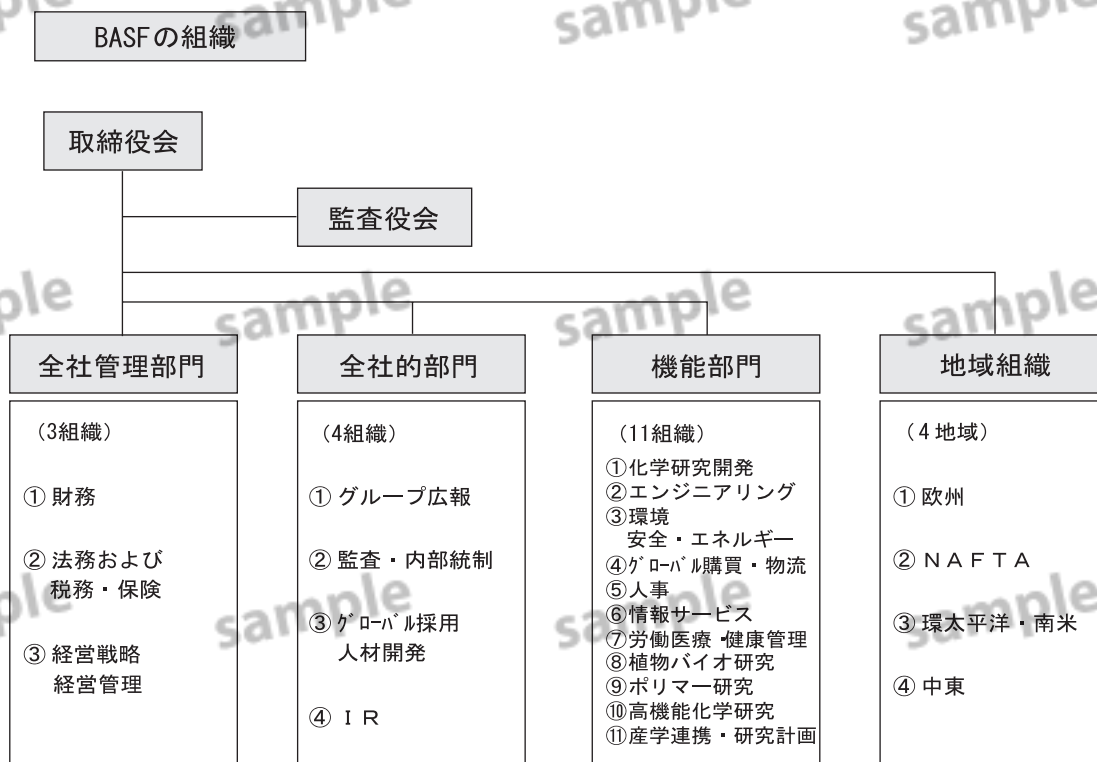 BASFの組織
取締役会
監査役会
全社管理部門
(3組織)
① 財務
② 法務および
税務・保険
③ 経営戦略
経営管理
全社的部門
(4組織)
① グループ広報
② 監査・内部統制
③ グローバル採用
人材開発
④ IR
機能部門
(11組織)
①化学研究開発
②エンジニアリング
③環境
安全・エネルギー
④グローバル購買・物流
⑤人事
⑥情報サービス
⑦労働医療・健康管理
⑧植物バイオ研究
⑨ポリマー研究
⑩高機能化学研究
⑪産学連携・研究計画
地域組織
(4地域)
① 欧州
② NAFTA
③ 環太平洋・南米
④ 中東
sample
sample
sample
ple
sample
sample
sample
ple
sample
sample
sample